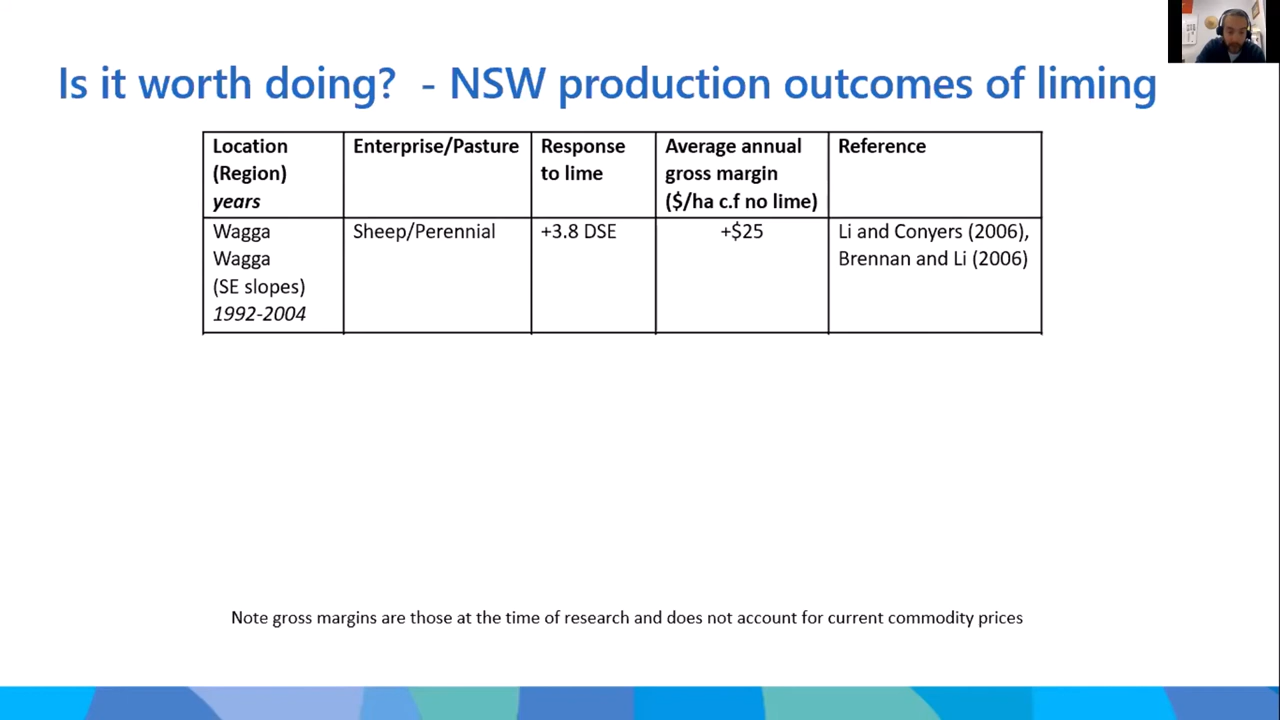 Is it worth doing?  - NSW production outcomes of liming
Location
(Region)
years
Enterprise/Pasture
Response
to lime
Average annual
gross margin
($/ha c.f no lime)
Reference
Wagga
Wagga
(SE slopes)
1992-2004
Sheep/Perennial
+3.8 DSE
+$25
Li and Conyers (2006),
Brennan and Li (2006)
Note gross margins are those at the time of research and does not account for current commodity prices